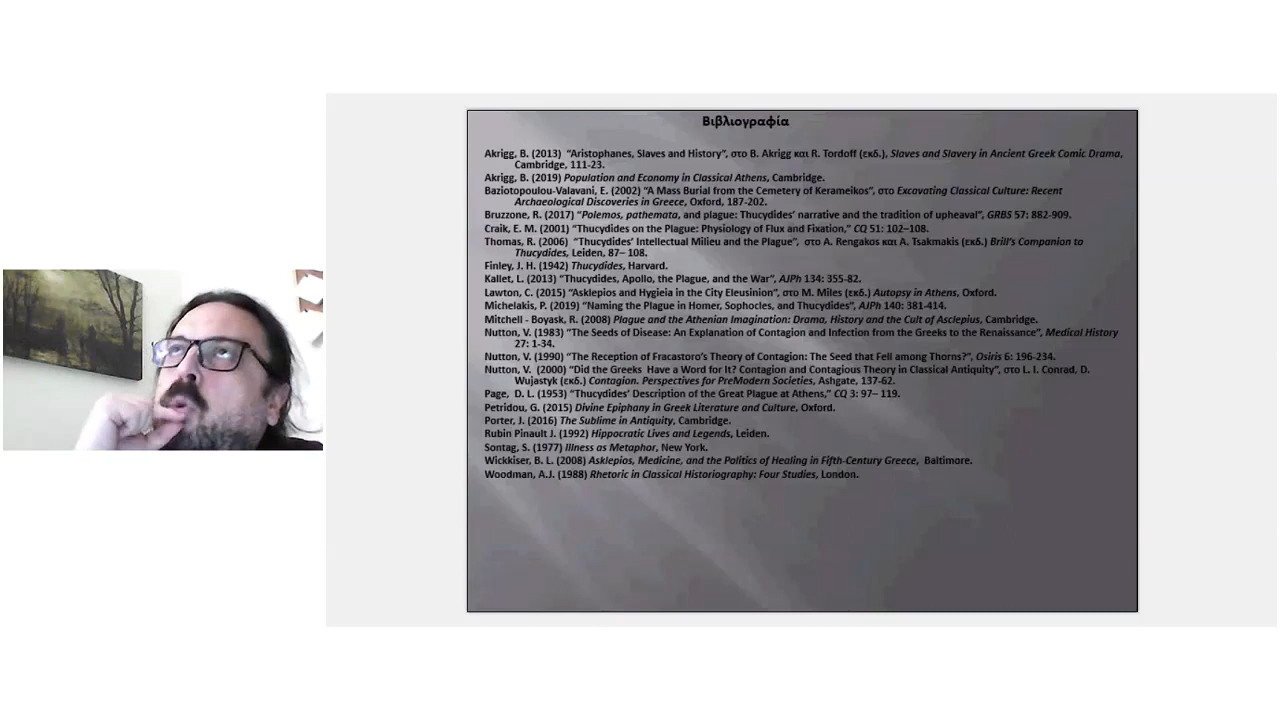 Βιβλιογραφία
Akrigg, B. (2013) “Aristophanes, Slaves and History”, στο B. Akrigg και R. Tordoff (εκδ.), Slaves and Slavery in Ancient Greek Comic Drama,
Cambridge, 111-23.
Akrigg, B. (2019) Population and Economy in Classical Athens, Cambridge.
Baziotopoulou-Valavani, E. (2002) “A Mass Burial from the Cemetery of Kerameikos”, στο Excavating Classical Culture: Recent
Archaeological Discoveries in Greece, Oxford, 187-202.
Bruzzone, R. (2017) “Polemos, pathemata, and plague: Thucydides’ narrative and the tradition of upheaval”, GRBS 57: 882-909.
Craik, E. M. (2001) “Thucydides on the Plague: Physiology of Flux and Fixation,” CQ 51: 102–108.
Thomas, R. (2006) “Thucydides’ Intellectual Milieu and the Plague”, στο A. Rengakos και A. Tsakmakis (εκδ.) Brill’s Companion to
Thucydides, Leiden, 87– 108.
Finley, J. H. (1942) Thucydides, Harvard.
Kallet, L. (2013) “Thucydides, Apollo, the Plague, and the War”, AJPh 134: 355-82.
Lawton, C. (2015) “Asklepios and Hygieia in the City Eleusinion”, στο M. Miles (εκδ.) Autopsy in Athens, Oxford.
Michelakis, P. (2019) “Naming the Plague in Homer, Sophocles, and Thucydides”, AJPh 140: 381-414.
Mitchell - Boyask, R. (2008) Plague and the Athenian Imagination: Drama, History and the Cult of Asclepius, Cambridge.
Nutton, V. (1983) “The Seeds of Disease: An Explanation of Contagion and Infection from the Greeks to the Renaissance”, Medical History
27: 1-34.
Nutton, V. (1990) “The Reception of Fracastoro’s Theory of Contagion: The Seed that Fell among Thorns?”, Osiris 6: 196-234.
Nutton, V. (2000) “Did the Greeks Have a Word for It? Contagion and Contagious Theory in Classical Antiquity”, στο L. I. Conrad, D.
Wujastyk (εκδ.) Contagion. Perspectives for PreModern Societies, Ashgate, 137-62.
Page, D. L. (1953) “Thucydides’ Description of the Great Plague at Athens,” CQ 3: 97– 119.
Petridou, G. (2015) Divine Epiphany in Greek Literature and Culture, Oxford.
Porter, J. (2016) The Sublime in Antiquity, Cambridge.
Rubin Pinault J. (1992) Hippocratic Lives and Legends, Leiden.
Sontag, S. (1977) Illness as Metaphor, New York.
Wickkiser, B. L. (2008) Asklepios, Medicine, and the Politics of Healing in Fifth-Century Greece, Baltimore.
Woodman, A.J. (1988) Rhetoric in Classical Historiography: Four Studies, London.